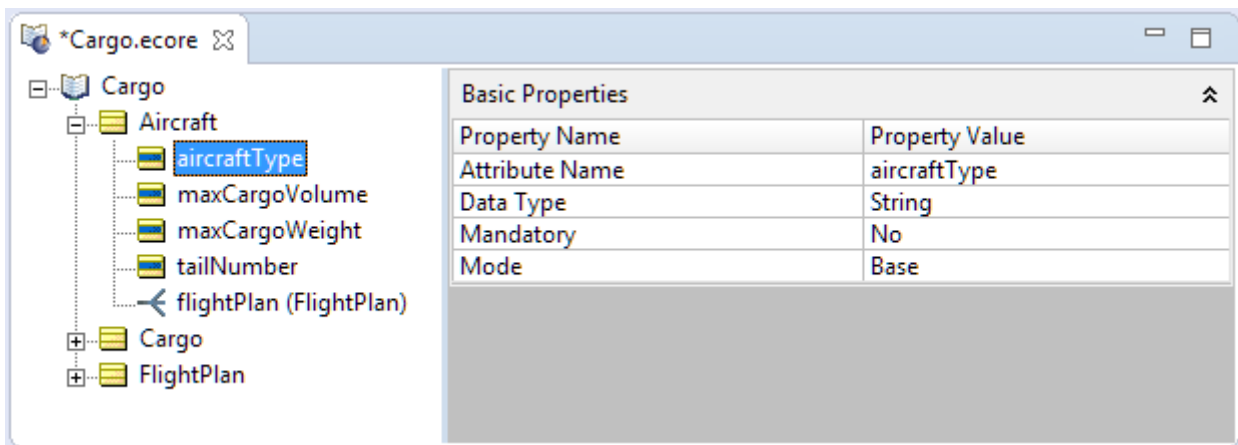 *Cargo.ecore
Cargo
Aircraft
aircraftType
maxCargoVolume
maxCargoWeight
tailNumber
flightPlan (FlightPlan)
Cargo
FlightPlan
Basic Properties
Property Name Property Value
Attribute Name aircraftType
Data Type String
Mandatory No
Mode Base